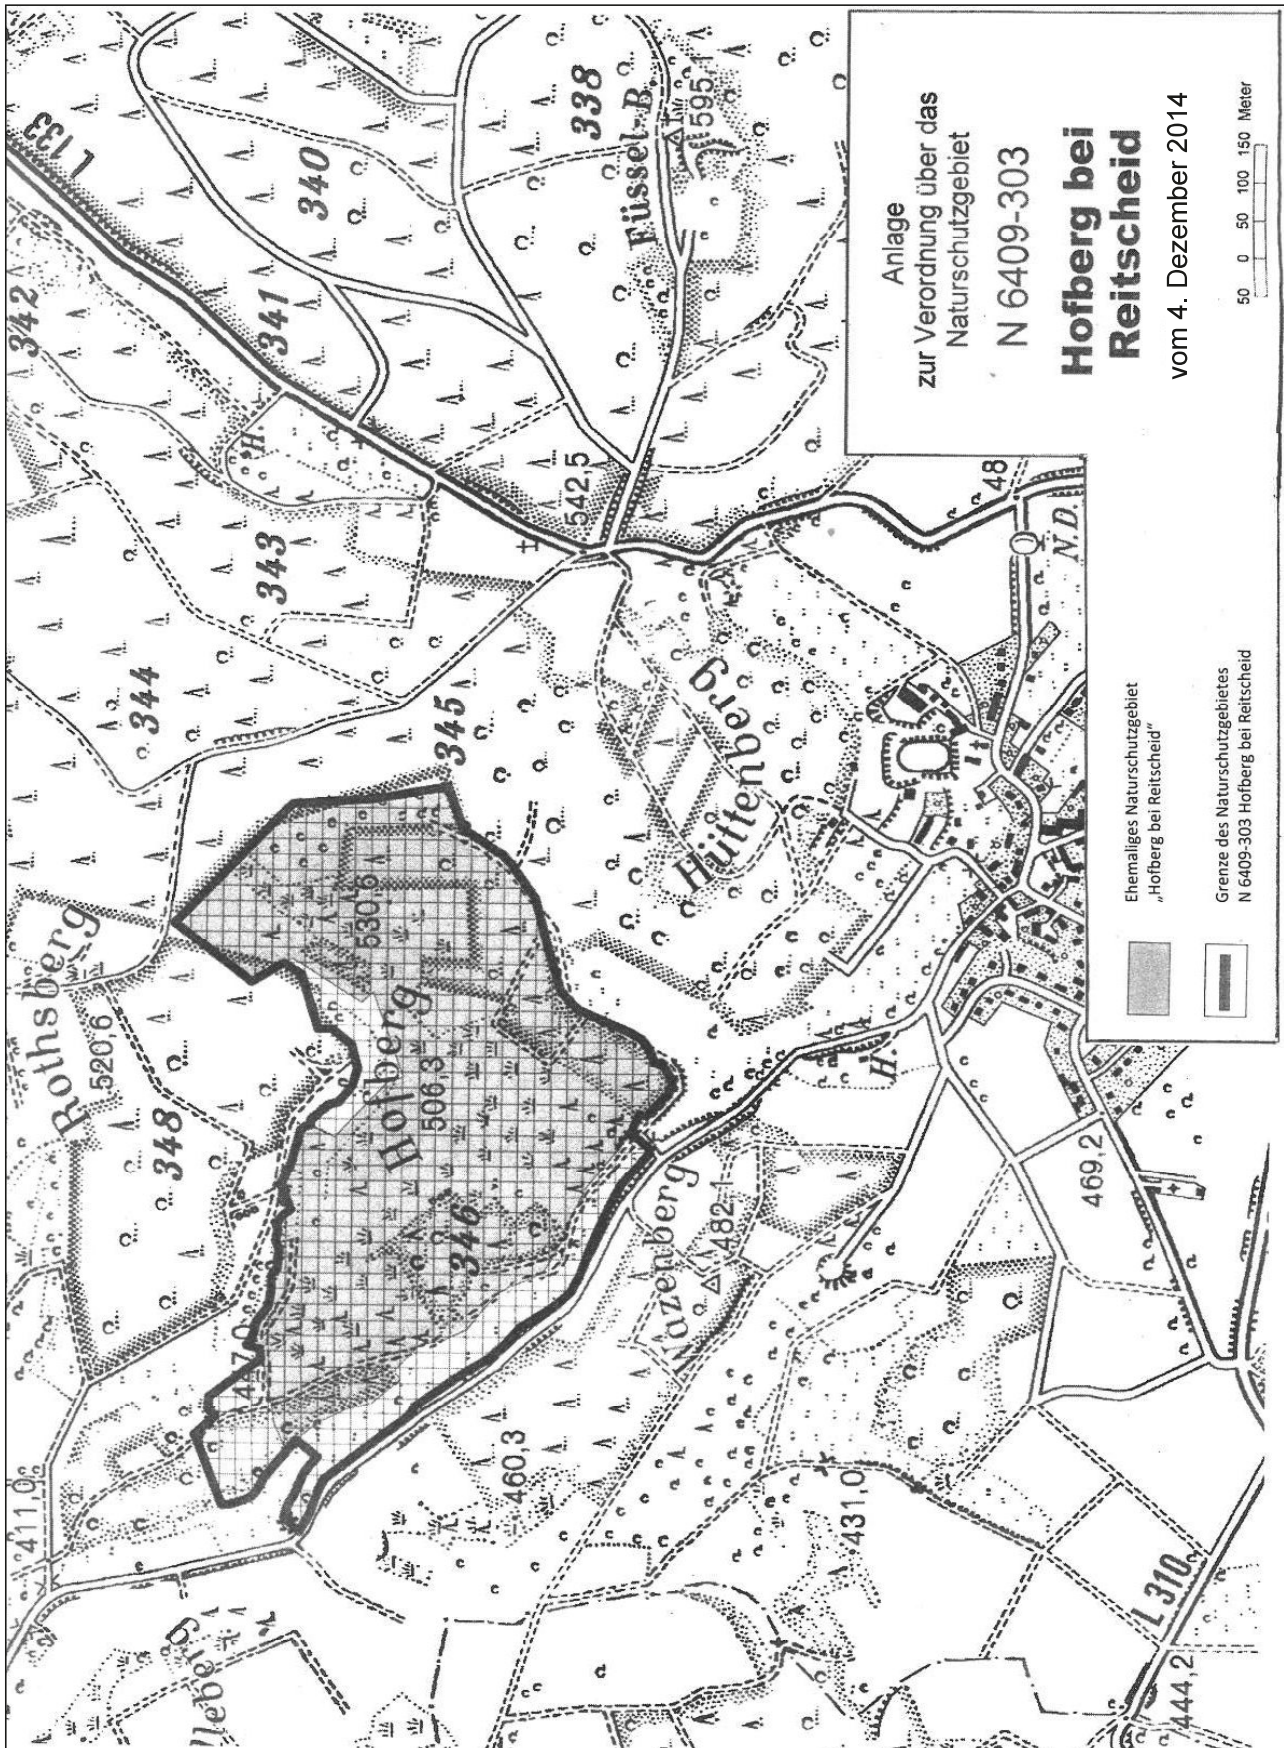 Anlage
zur Verordnung über das
Naturschutzgebiet
N 6409-303
Hofberg bei
Reitscheid
vom 4. Dezember 2014
50 0 50 100 150 Meter
Ehemaliges Naturschutzgebiet
„Hofberg bei Reitscheid“
Grenze des Naturschutzgebietes
N 6409-303 Hofberg bei Reitscheid
L 133
342
341
340
338
Füssel-B.
595,1
343
H.
344
542,5
345
Rothsberg
520,6
348
530,6
Hofberg
506,3
346
Hüttenberg
48
N.D.
H.
Nazenberg
482,1
469,2
411,0
460,3
431,0
L 310
444,2
lleberg